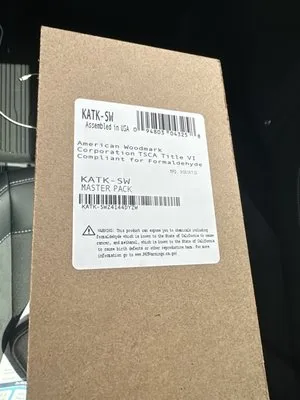 KATK-SW
Assembled in USA
American Woodmark
Corporation TSCA Title VI
Compliant for Formaldehyde
KATK-SW
MASTER PACK
WARNING: This product can expose you to chemicals including
formaldehyde which is known to the State of California to cause
cancer, and methanol, which is known to the State of California to
cause birth defects or other reproductive harm. For more
information go to www.P65Warnings.ca.gov